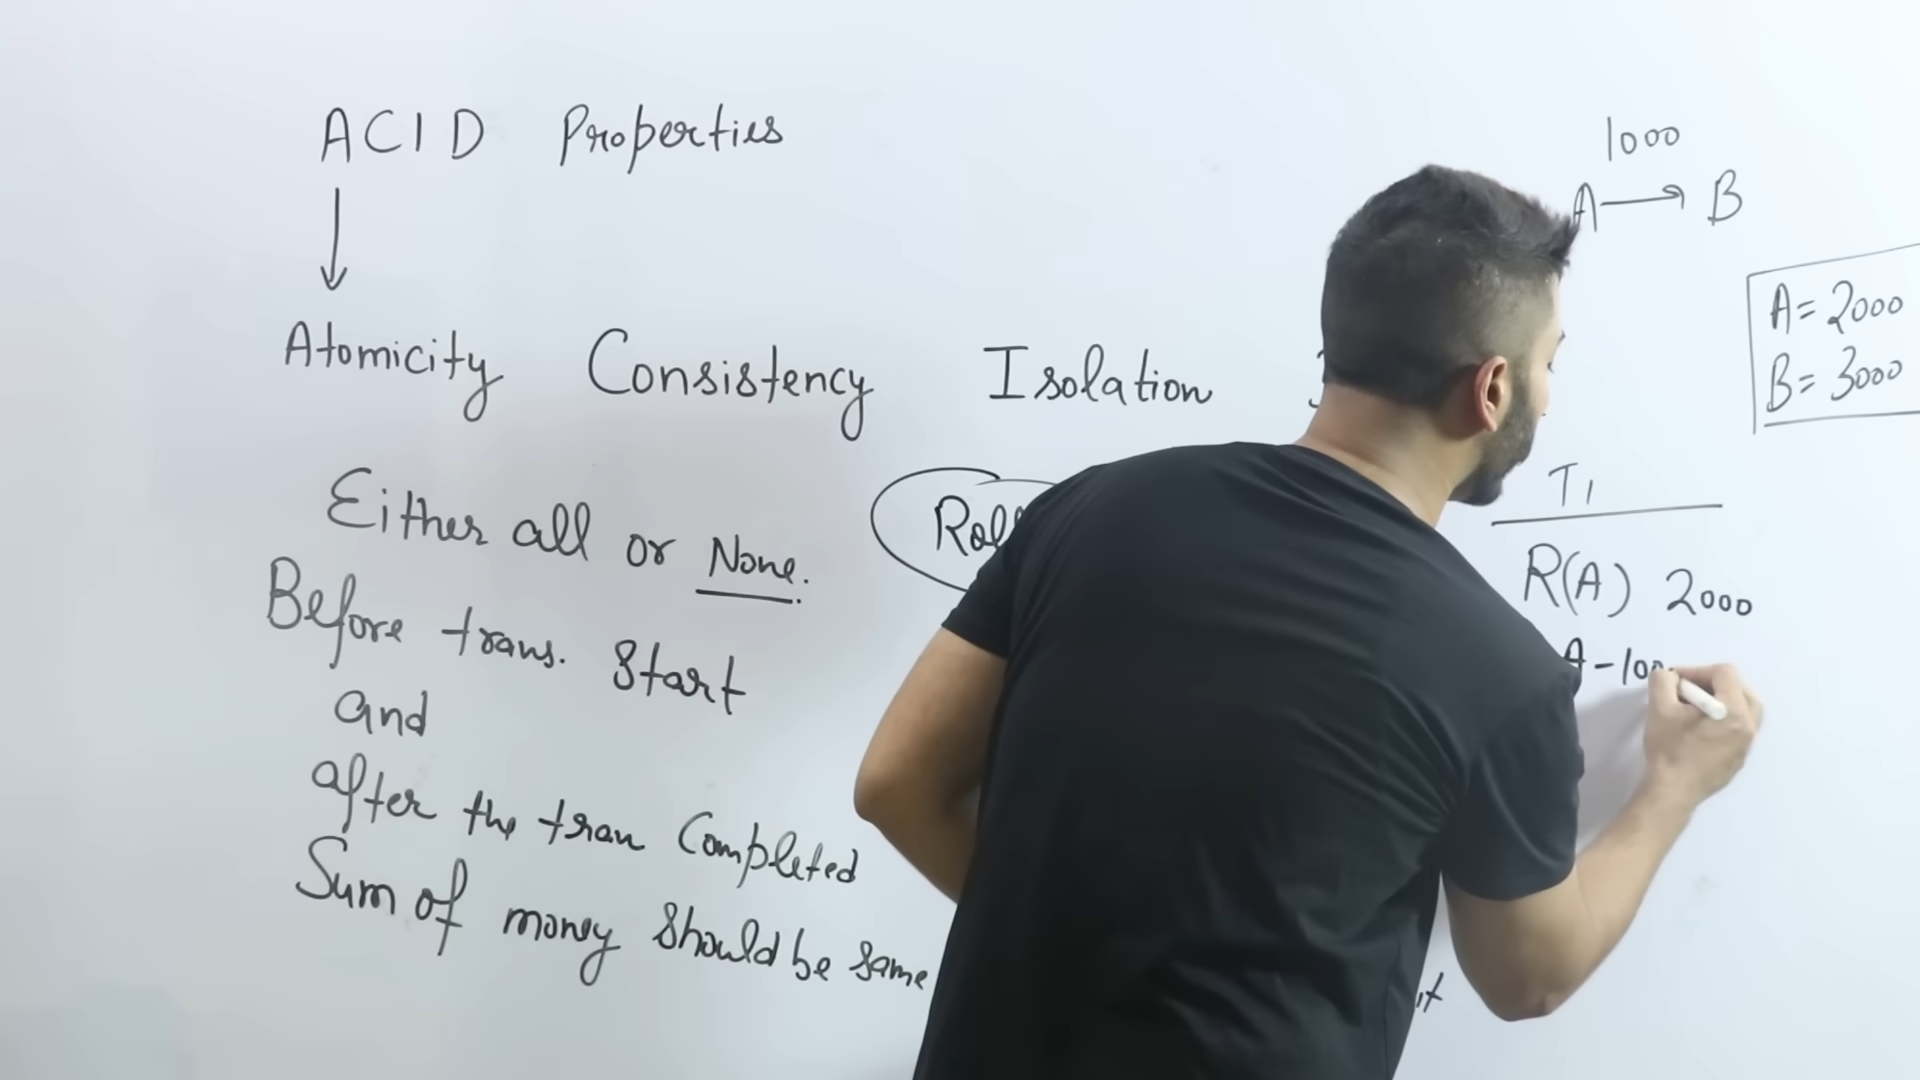 ACID Properties
Atomicity Consistency Isolation
Either all or None.
Before trans. Start
and
after the tran Completed
Sum of money should be same
1000
A → B
A = 2000
B = 3000
T1
R(A) 2000
A - 100